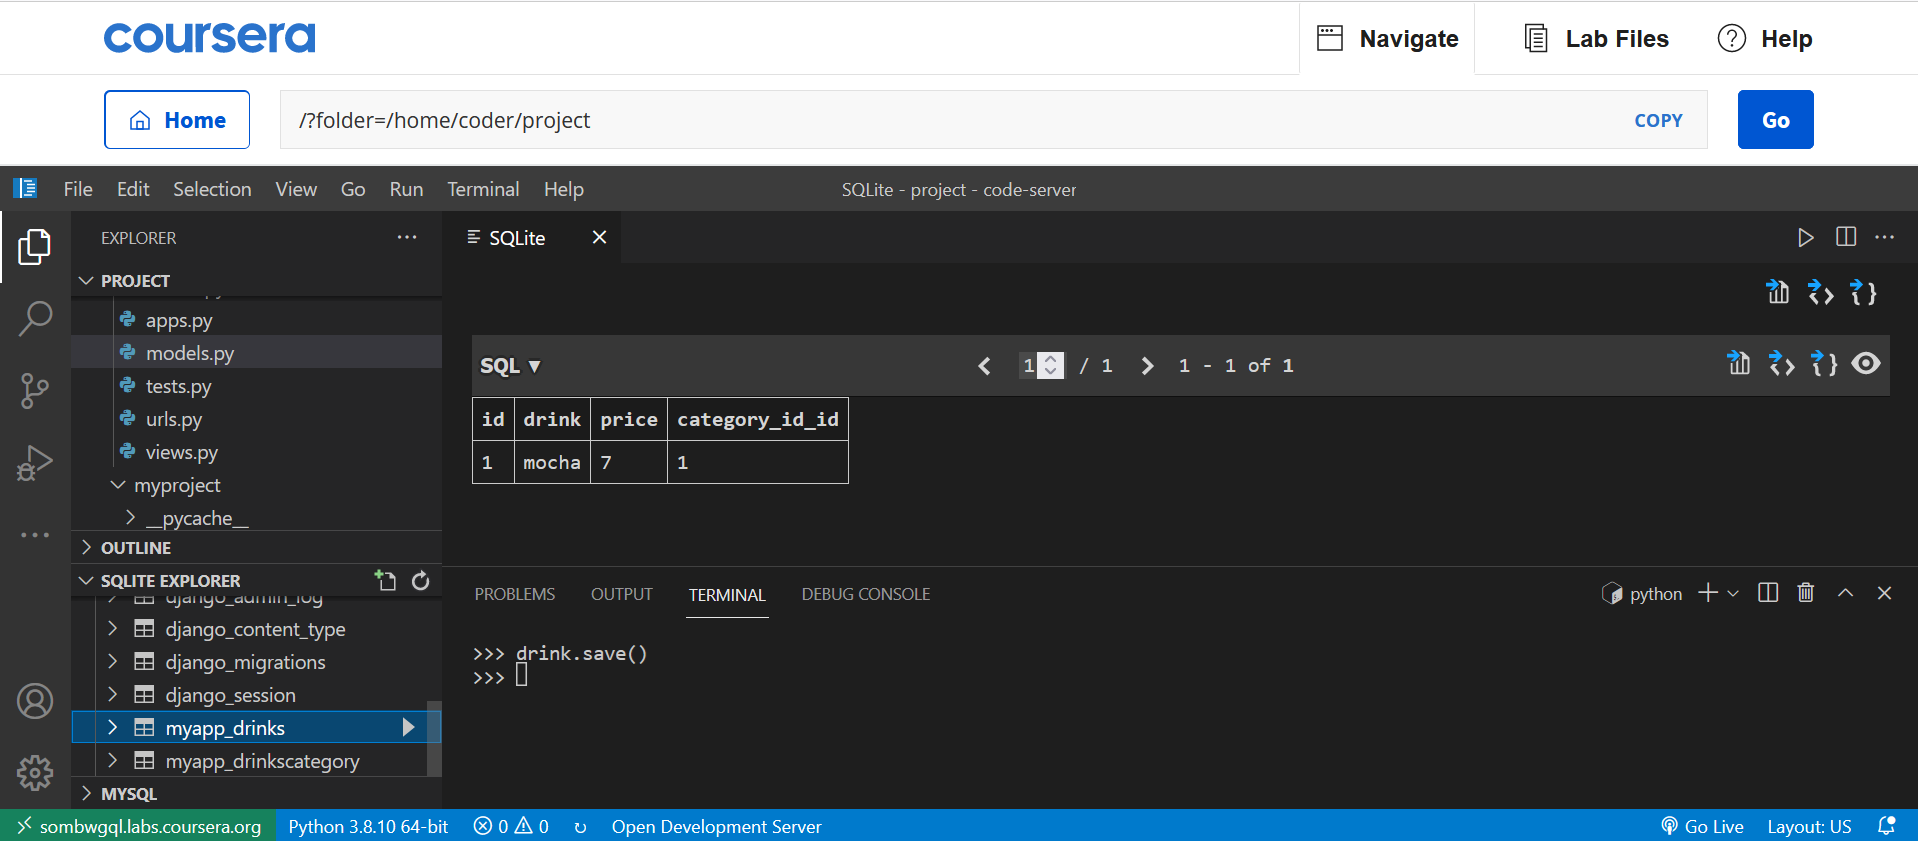 coursera
Navigate
Lab Files
Help
Home
/?folder=/home/coder/project
COPY
Go
File Edit Selection View Go Run Terminal Help
SQLite - project - code-server
EXPLORER
PROJECT
apps.py
models.py
tests.py
urls.py
views.py
myproject
__pycache__
OUTLINE
SQLITE EXPLORER
django_admin_log
django_content_type
django_migrations
django_session
myapp_drinks
myapp_drinkscategory
MYSQL
SQLite
SQL ▼
1 / 1
1 - 1 of 1
id drink price category_id_id
1 mocha 7 1
PROBLEMS OUTPUT TERMINAL DEBUG CONSOLE
python
>>> drink.save()
>>>
sombwgql.labs.coursera.org
Python 3.8.10 64-bit
0 0
Open Development Server
Go Live
Layout: US